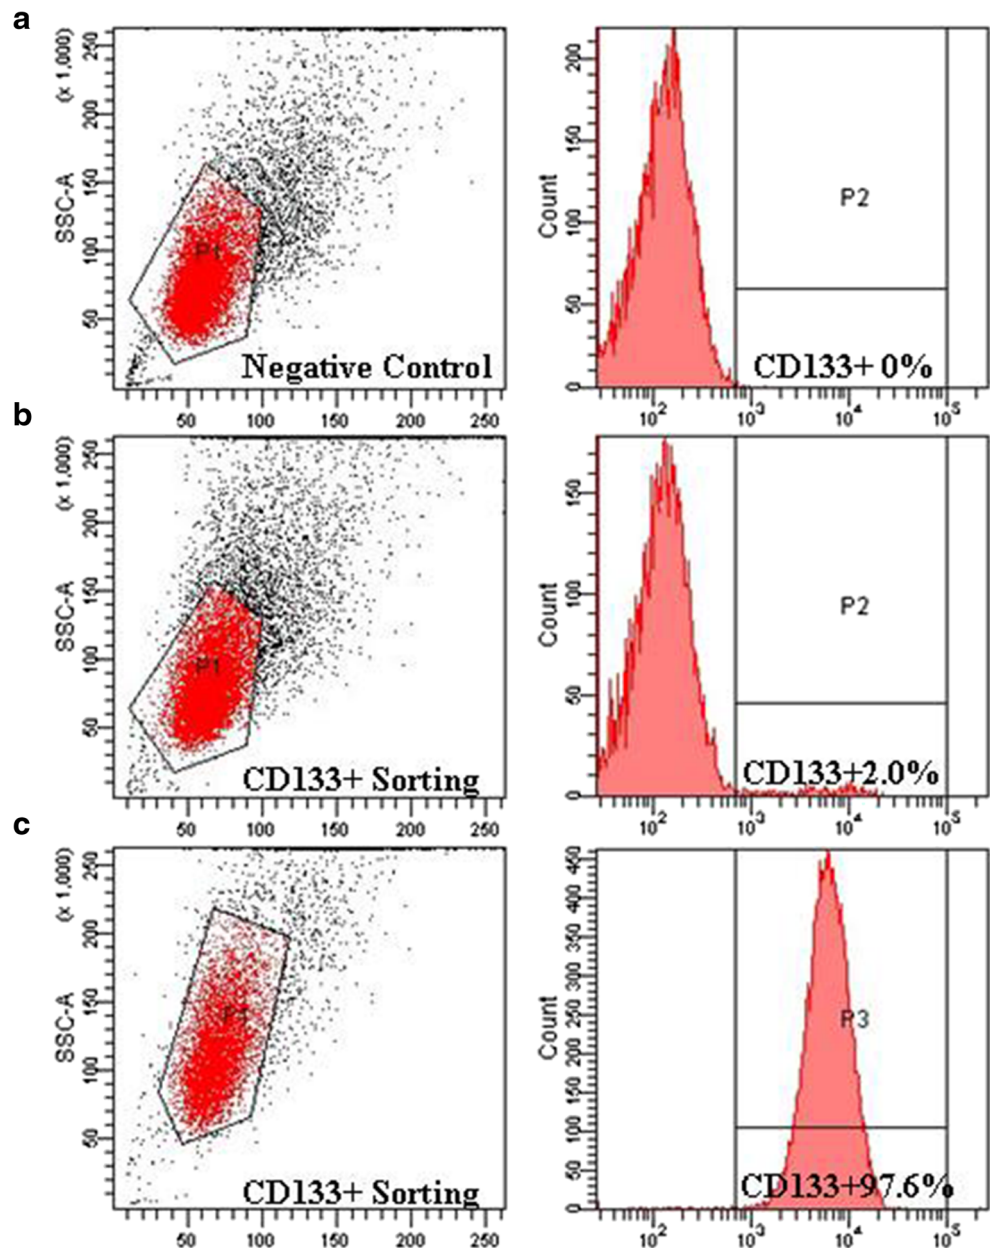 a
(x 1,000)
SSC-A
250
200
150
100
50
P1
Negative Control
50 100 150 200 250
Count
200
150
100
50
0
P2
CD133+ 0%
10² 10³ 10⁴ 10⁵
b
(x 1,000)
SSC-A
250
200
150
100
50
P1
CD133+ Sorting
50 100 150 200 250
Count
150
100
50
0
P2
CD133+2.0%
10² 10³ 10⁴ 10⁵
c
(x 1,000)
SSC-A
250
200
150
100
50
CD133+ Sorting
50 100 150 200 250
Count
450
400
350
300
250
200
150
100
50
0
P3
CD133+97.6%
10² 10³ 10⁴ 10⁵